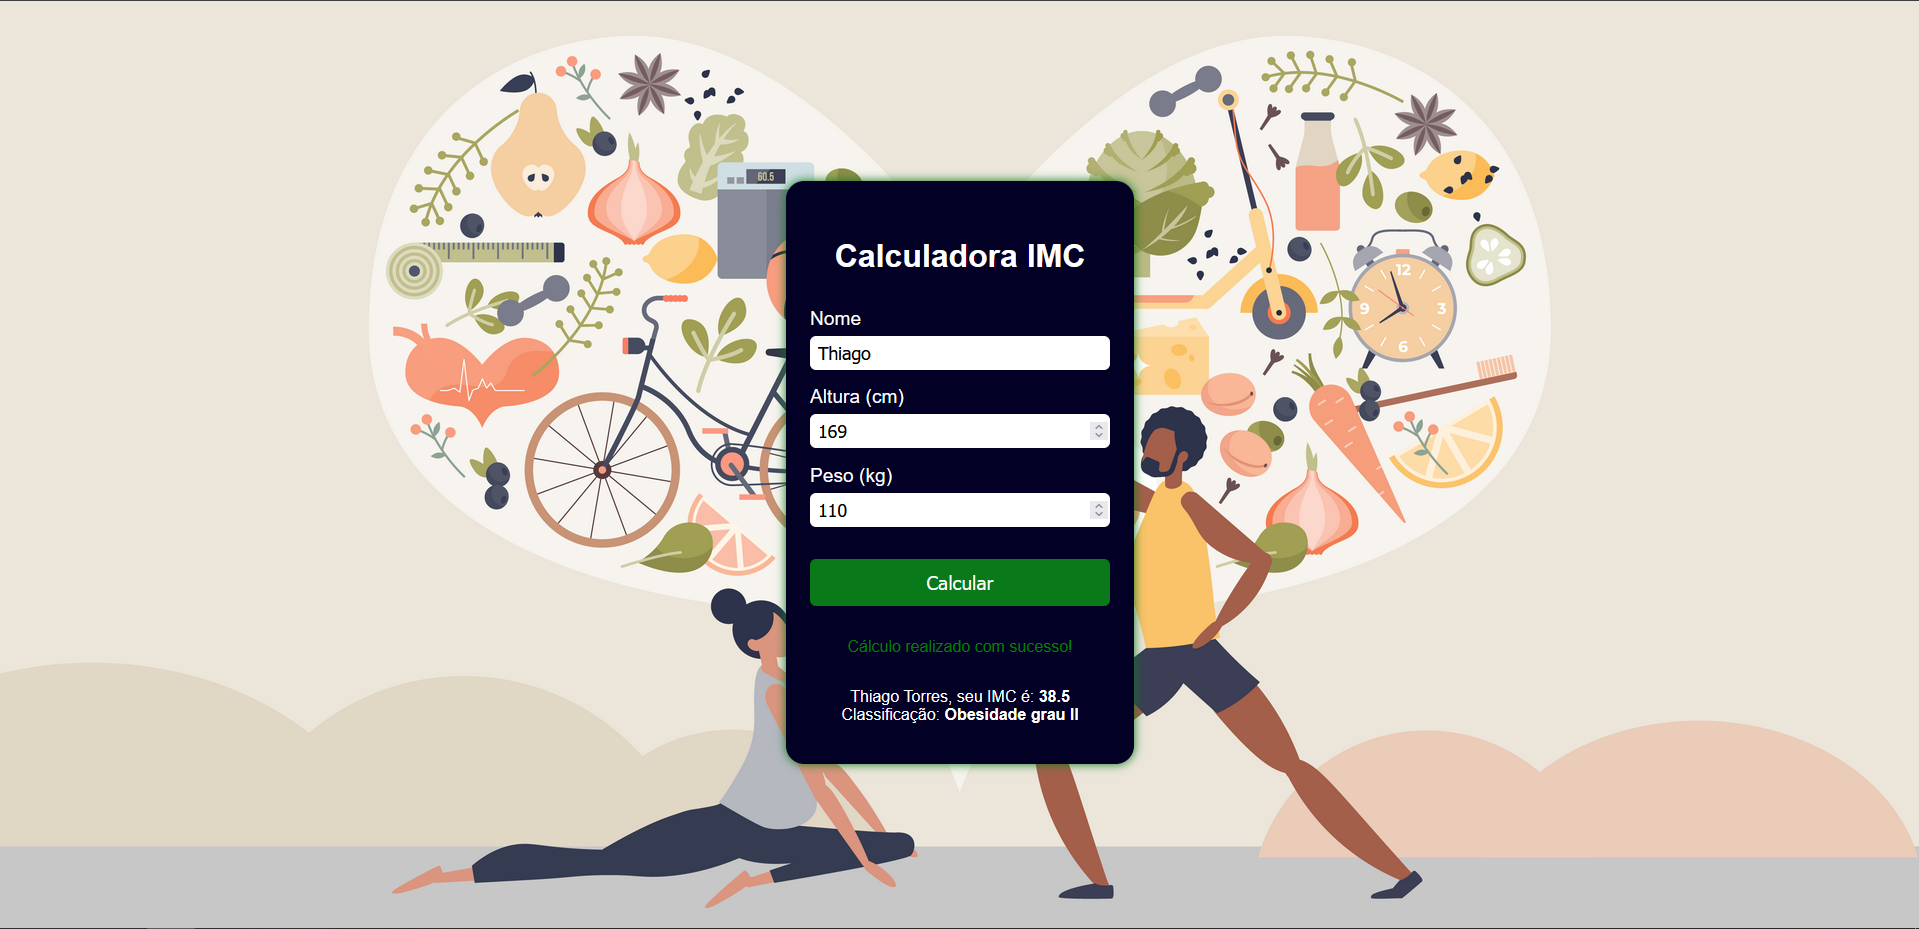 60.5
12
9
3
6
Calculadora IMC
Nome
Thiago
Altura (cm)
169
Peso (kg)
110
Calcular
Cálculo realizado com sucesso!
Thiago Torres, seu IMC é: 38.5
Classificação: Obesidade grau II